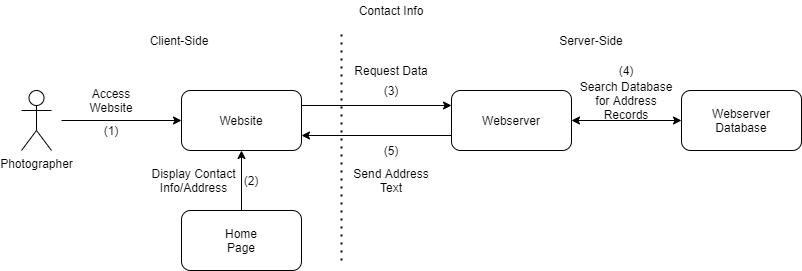 Contact Info
Client-Side
Server-Side
Request Data
(3)
(4)
Search Database
for Address
Records
Access
Website
(1)
Photographer
Website
Webserver
Webserver
Database
(5)
Send Address
Text
Display Contact
Info/Address
(2)
Home
Page